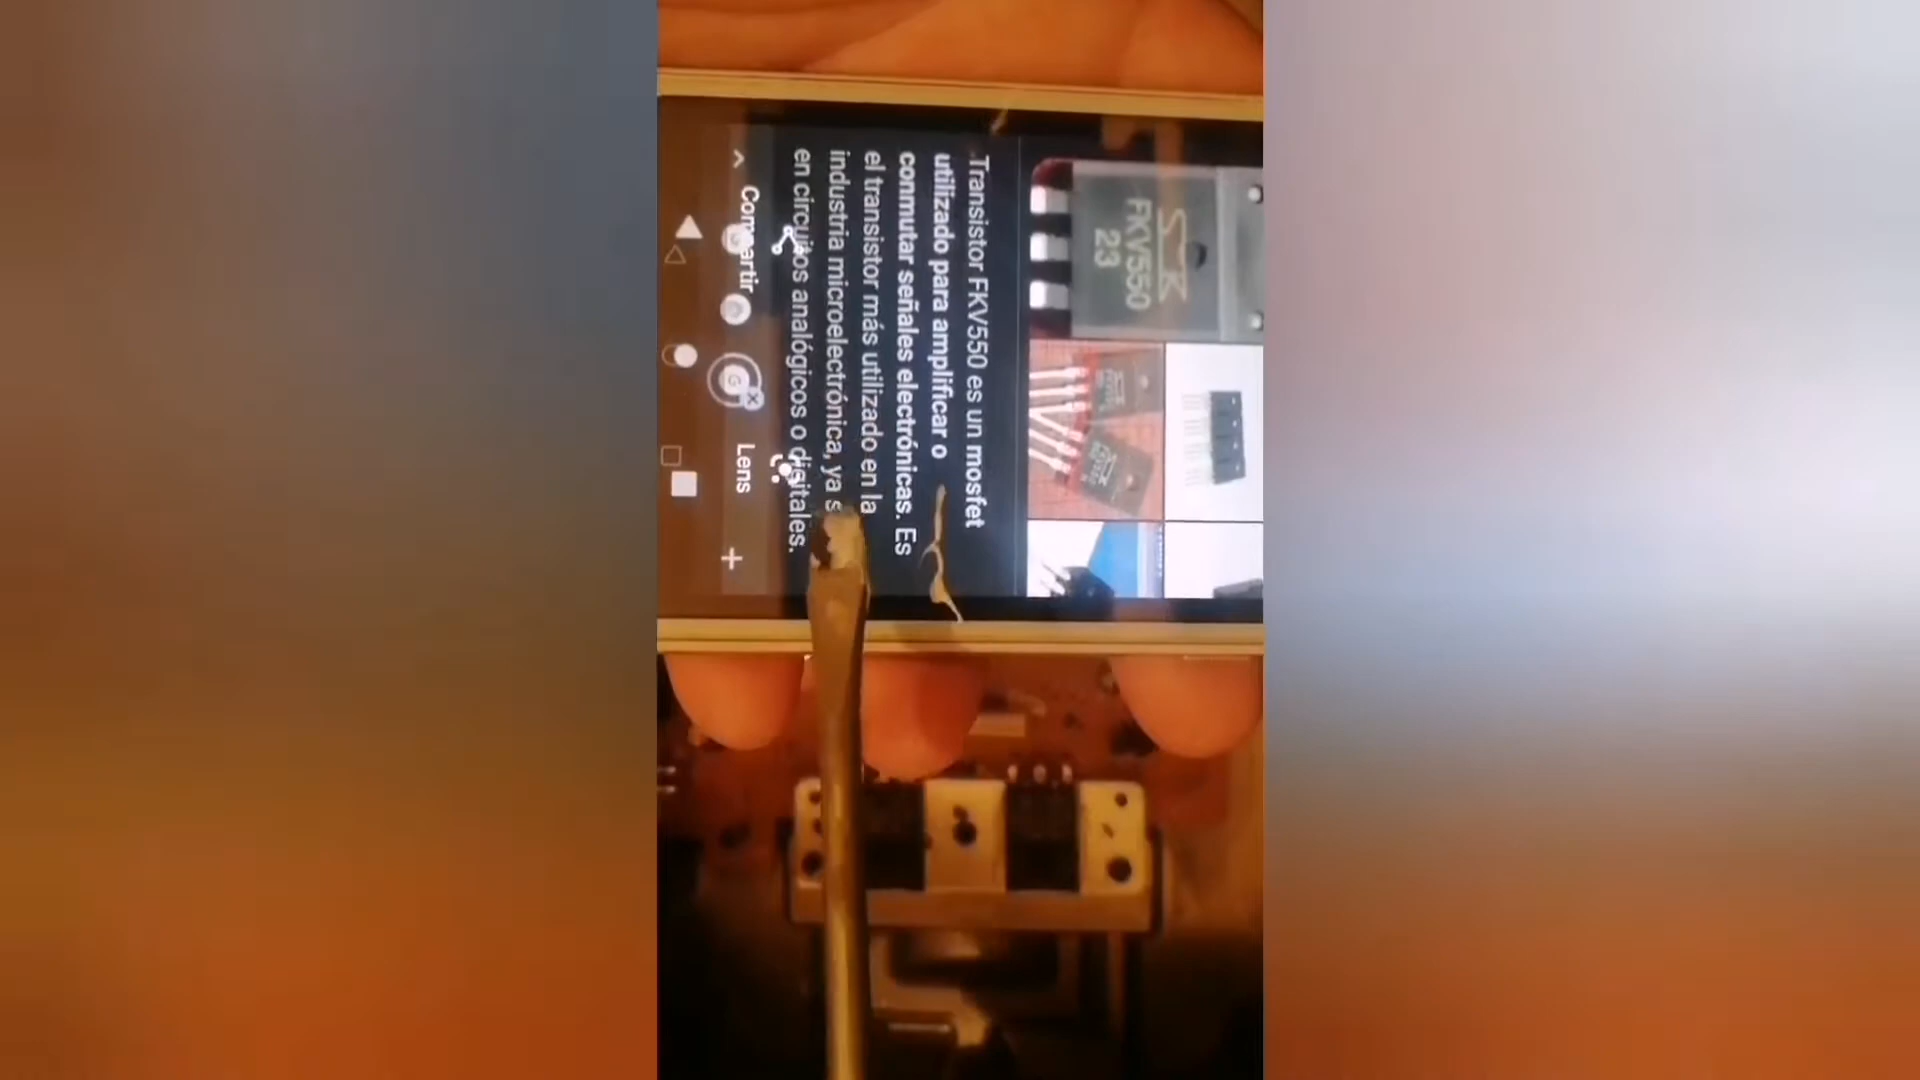 SK
FKV550
23
Transistor FKV550 es un mosfet
utilizado para amplificar o
conmutar señales electrónicas. Es
el transistor más utilizado en la
industria microelectrónica, ya
en circuitos analógicos o digitales.
Compartir
Lens